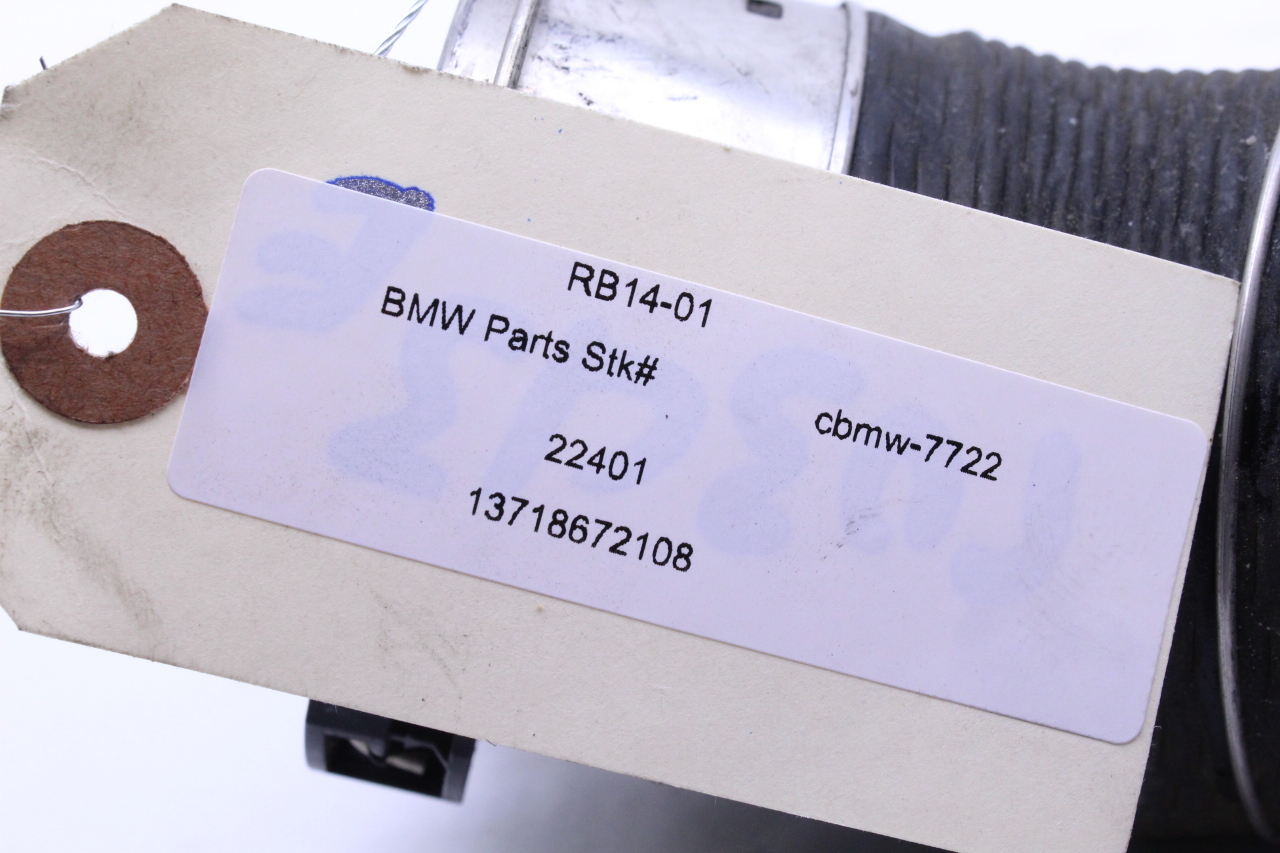 RB14-01
BMW Parts Stk#
cbmw-7722
22401
13718672108